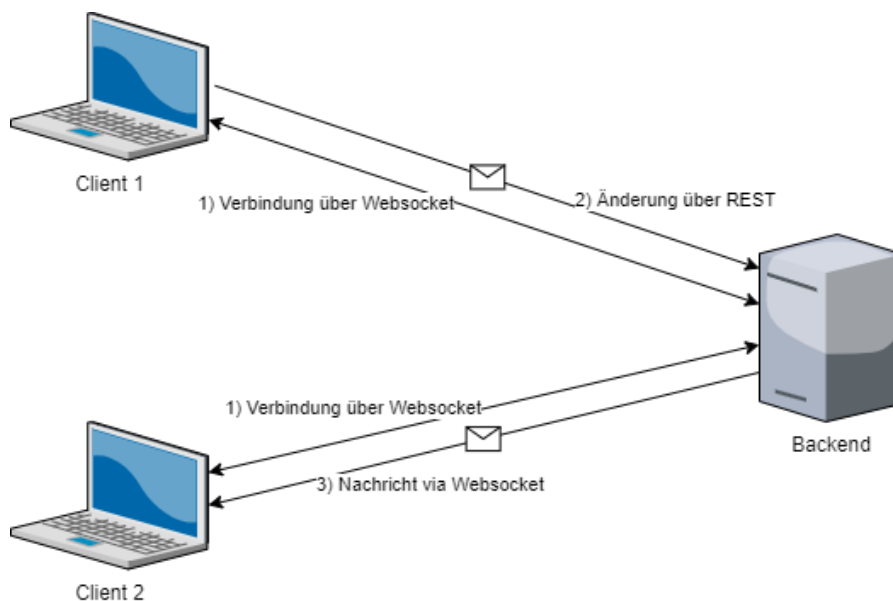 Client 1
1) Verbindung über Websocket
2) Änderung über REST
1) Verbindung über Websocket
Backend
3) Nachricht via Websocket
Client 2